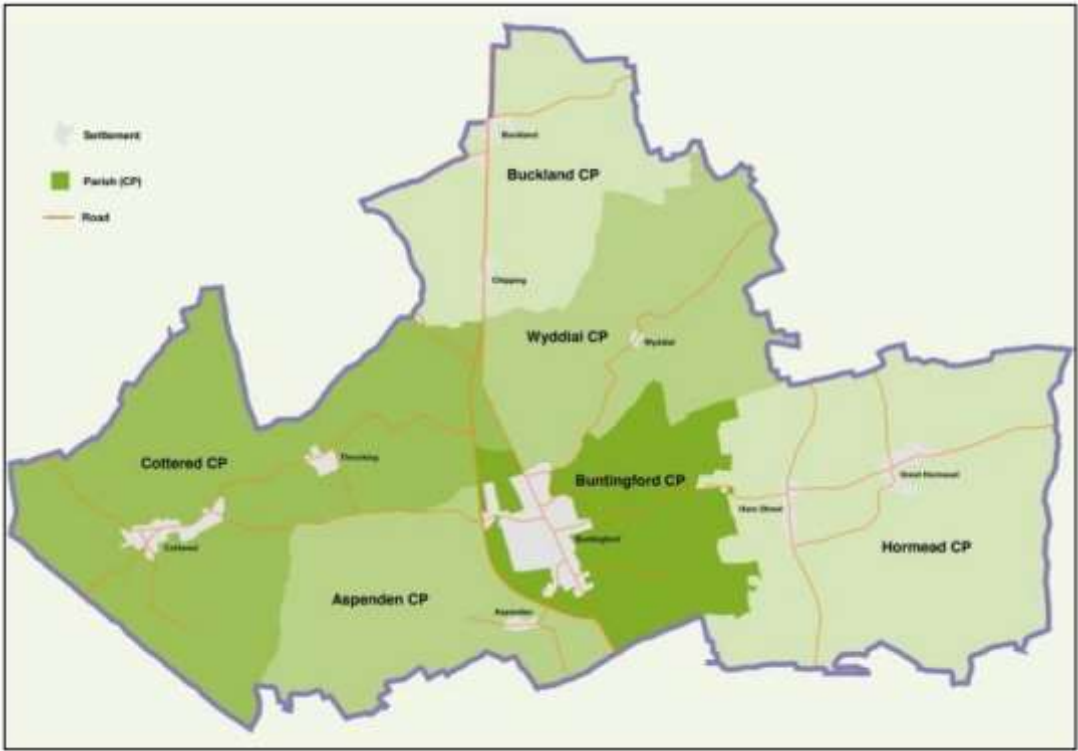 Settlement
Parish (CP)
Road
Buckland
Buckland CP
Chipping
Wyddial CP
Wyddial
Cottered CP
Throcking
Buntingford CP
Great Hormead
Hare Street
Cottered
Buntingford
Hormead CP
Aspenden CP
Aspenden